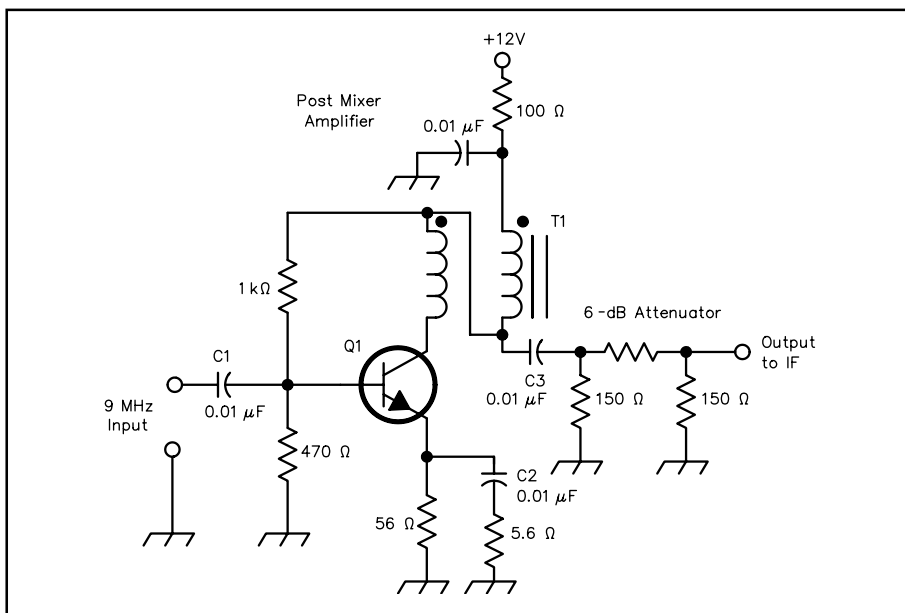 +12V
Post Mixer
Amplifier
100 Ω
0.01 µF
T1
1 kΩ
6-dB Attenuator
Q1
Output
to IF
C1
C3
0.01 µF
0.01 µF
150 Ω
150 Ω
9 MHz
Input
470 Ω
C2
0.01 µF
56 Ω
5.6 Ω